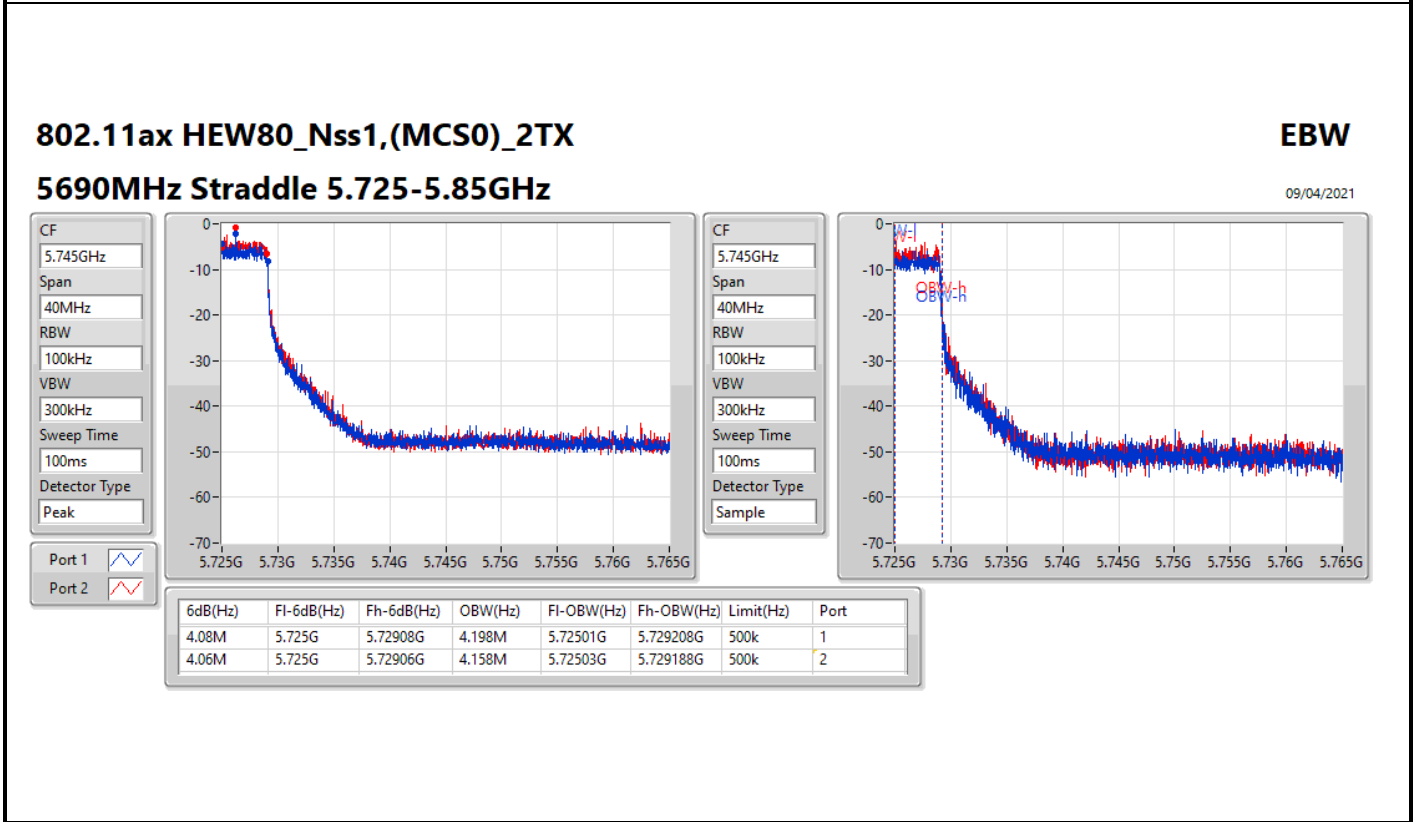 802.11ax HEW80_Nss1,(MCS0)_2TX
EBW
5690MHz Straddle 5.725-5.85GHz
09/04/2021
CF
5.745GHz
Span
40MHz
RBW
100kHz
VBW
300kHz
Sweep Time
100ms
Detector Type
Peak
Port 1
Port 2
0
-10
-20
-30
-40
-50
-60
-70
5.725G 5.73G 5.735G 5.74G 5.745G 5.75G 5.755G 5.76G 5.765G
CF
5.745GHz
Span
40MHz
RBW
100kHz
VBW
300kHz
Sweep Time
100ms
Detector Type
Sample
0
-10
-20
-30
-40
-50
-60
-70
W-l
W-l
OBW-h
OBW-h
5.725G 5.73G 5.735G 5.74G 5.745G 5.75G 5.755G 5.76G 5.765G
6dB(Hz) Fl-6dB(Hz) Fh-6dB(Hz) OBW(Hz) Fl-OBW(Hz) Fh-OBW(Hz) Limit(Hz) Port
4.08M 5.725G 5.72908G 4.198M 5.72501G 5.729208G 500k 1
4.06M 5.725G 5.72906G 4.158M 5.72503G 5.729188G 500k 2